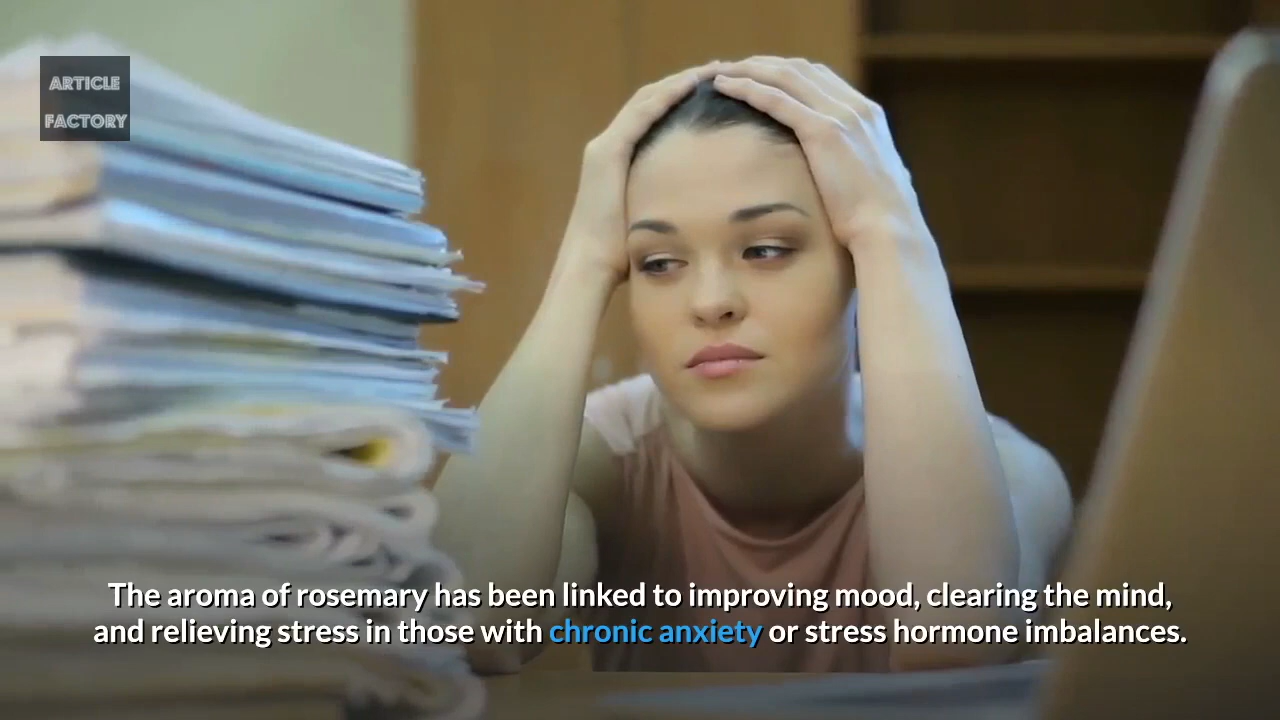 ARTICLE
FACTORY
The aroma of rosemary has been linked to improving mood, clearing the mind,
and relieving stress in those with chronic anxiety or stress hormone imbalances.